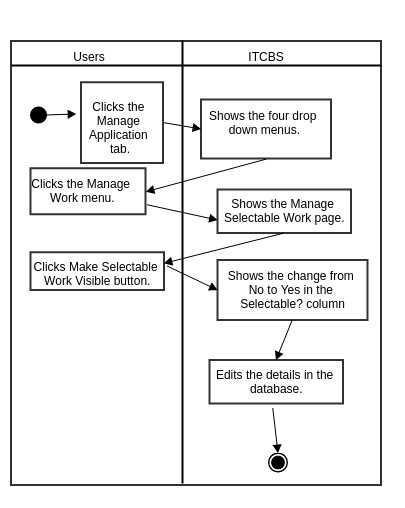 Users
ITCBS
Clicks the
Manage
Application
tab.
Shows the four drop
down menus.
Clicks the Manage
Work menu.
Shows the Manage
Selectable Work page.
Clicks Make Selectable
Work Visible button.
Shows the change from
No to Yes in the
Selectable? column
Edits the details in the
database.